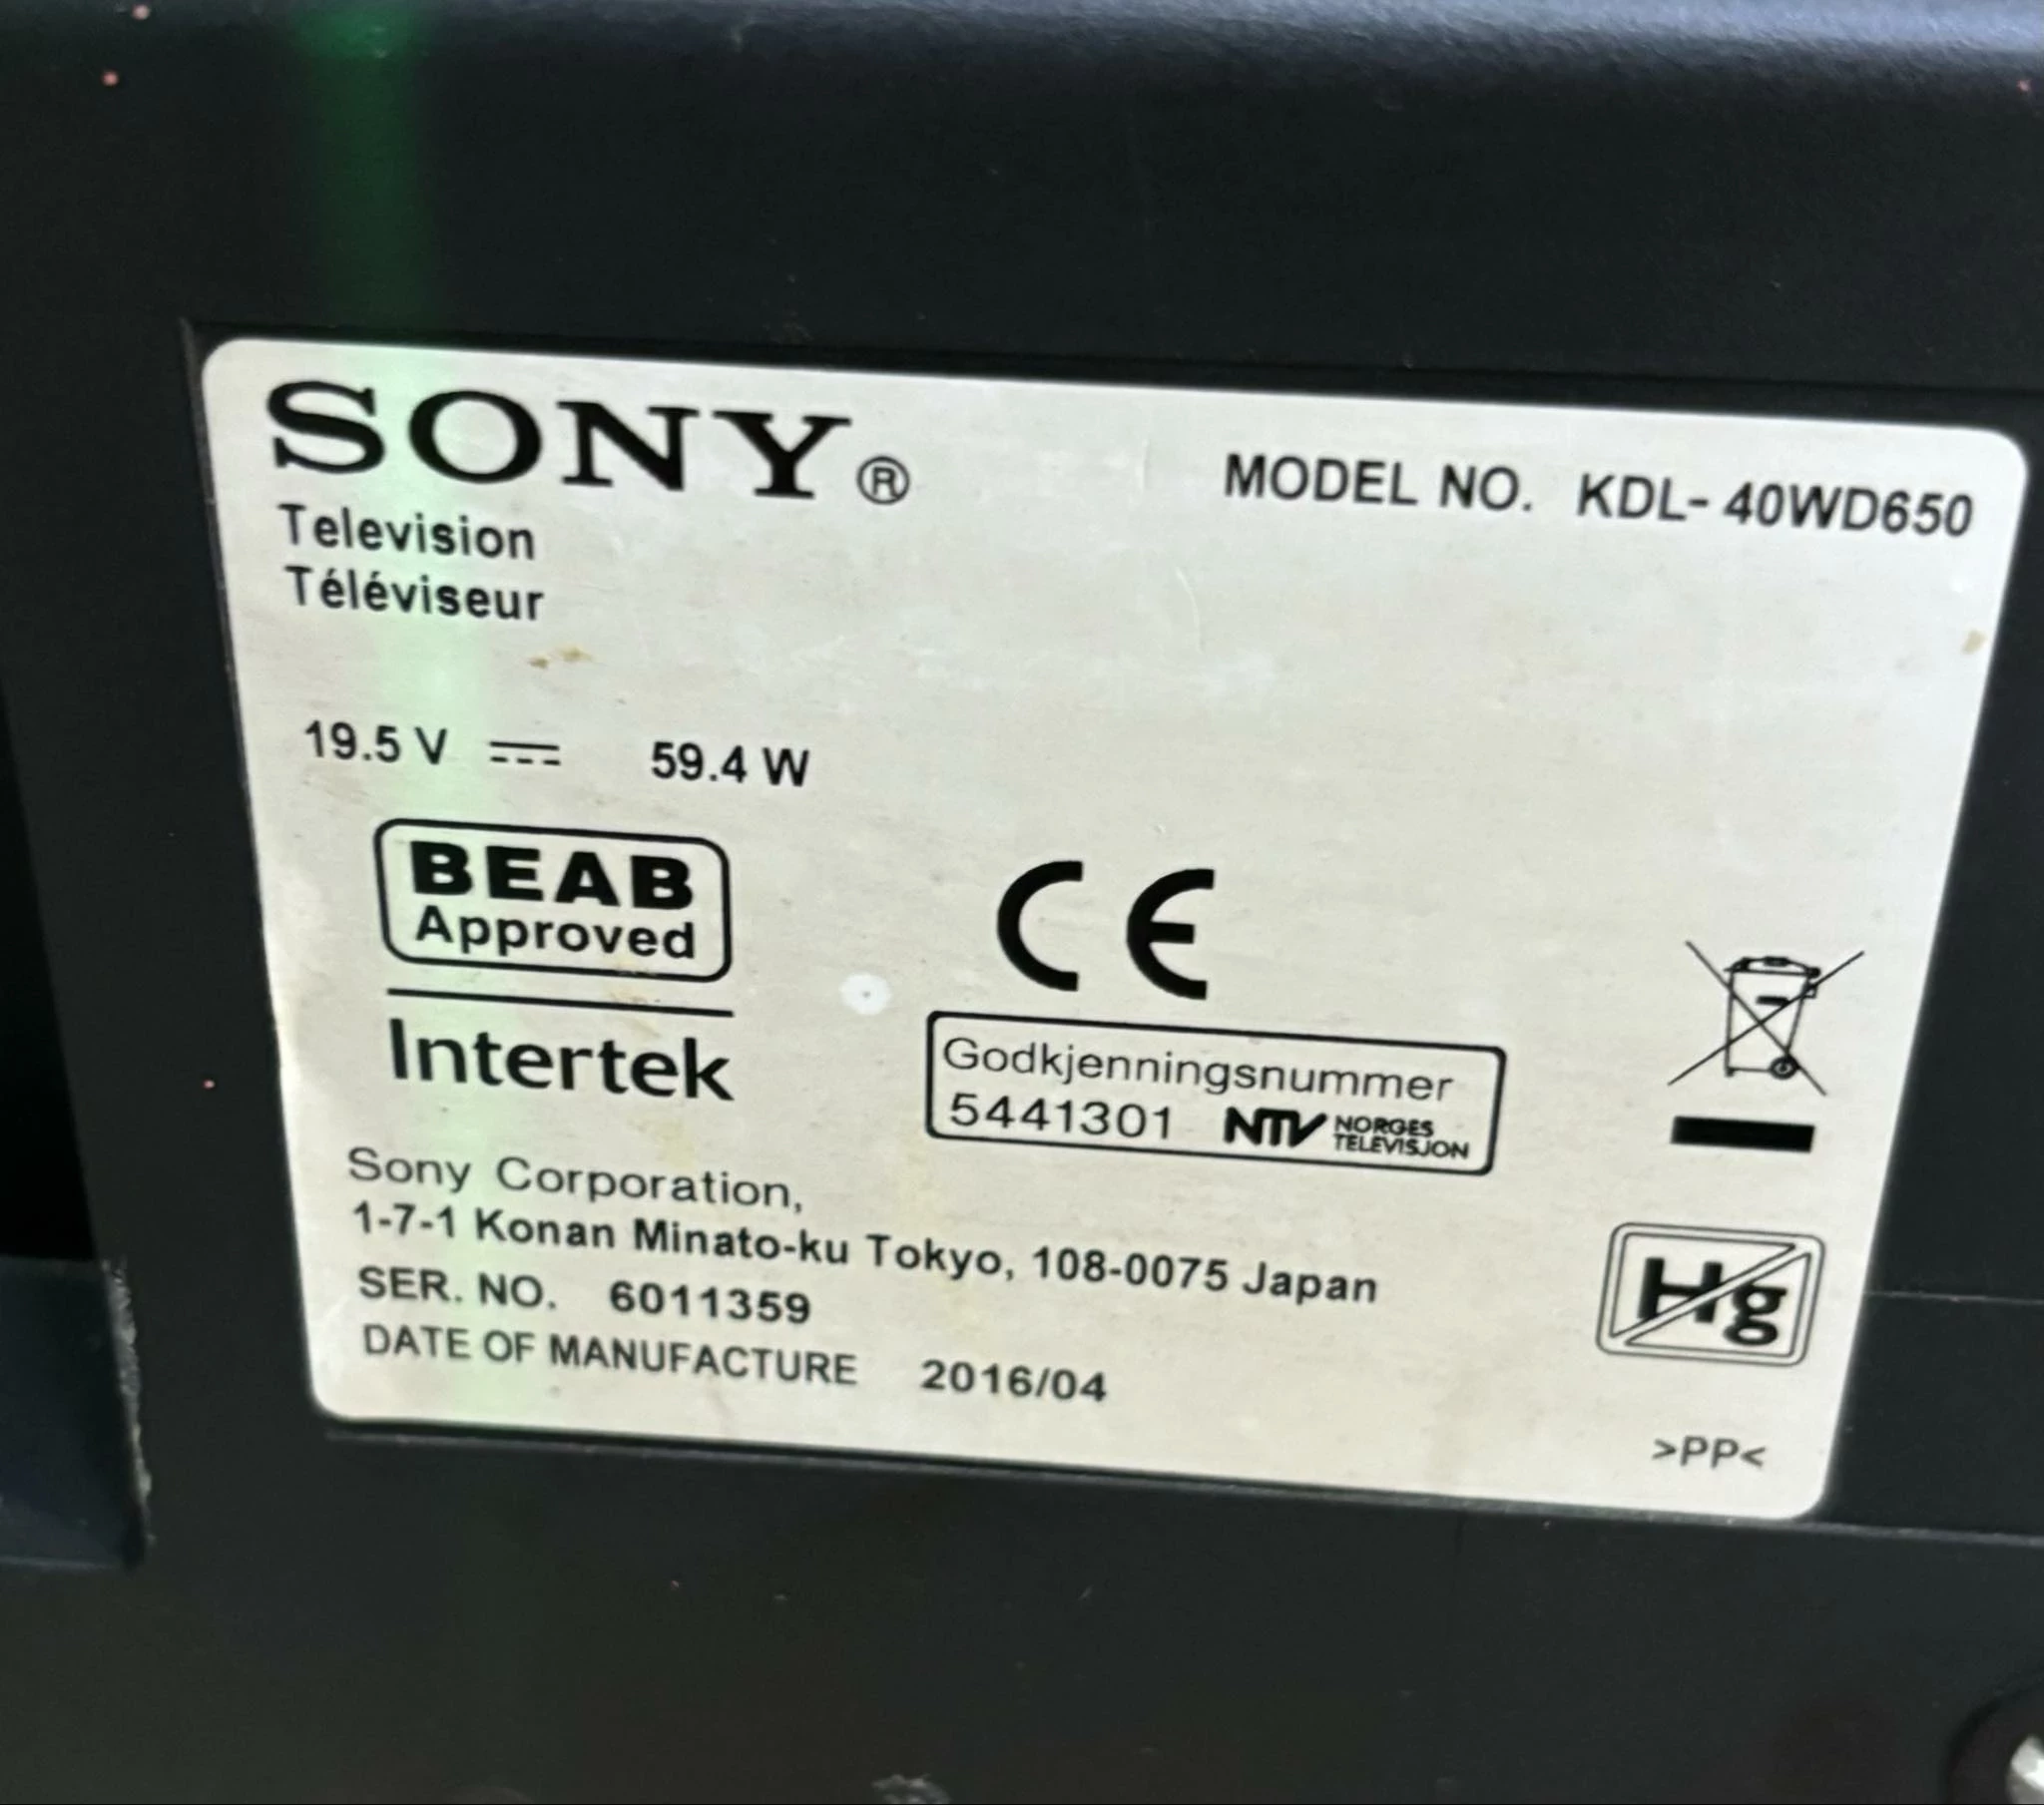 SONY®
MODEL NO. KDL-40WD650
Television
Téléviseur
19.5 V ⎓ 59.4 W
BEAB
Approved
Intertek
CE
Godkjenningsnummer
5441301 NTV NORGES
TELEVISJON
Sony Corporation,
1-7-1 Konan Minato-ku Tokyo, 108-0075 Japan
SER. NO. 6011359
DATE OF MANUFACTURE 2016/04
Hg
>PP<